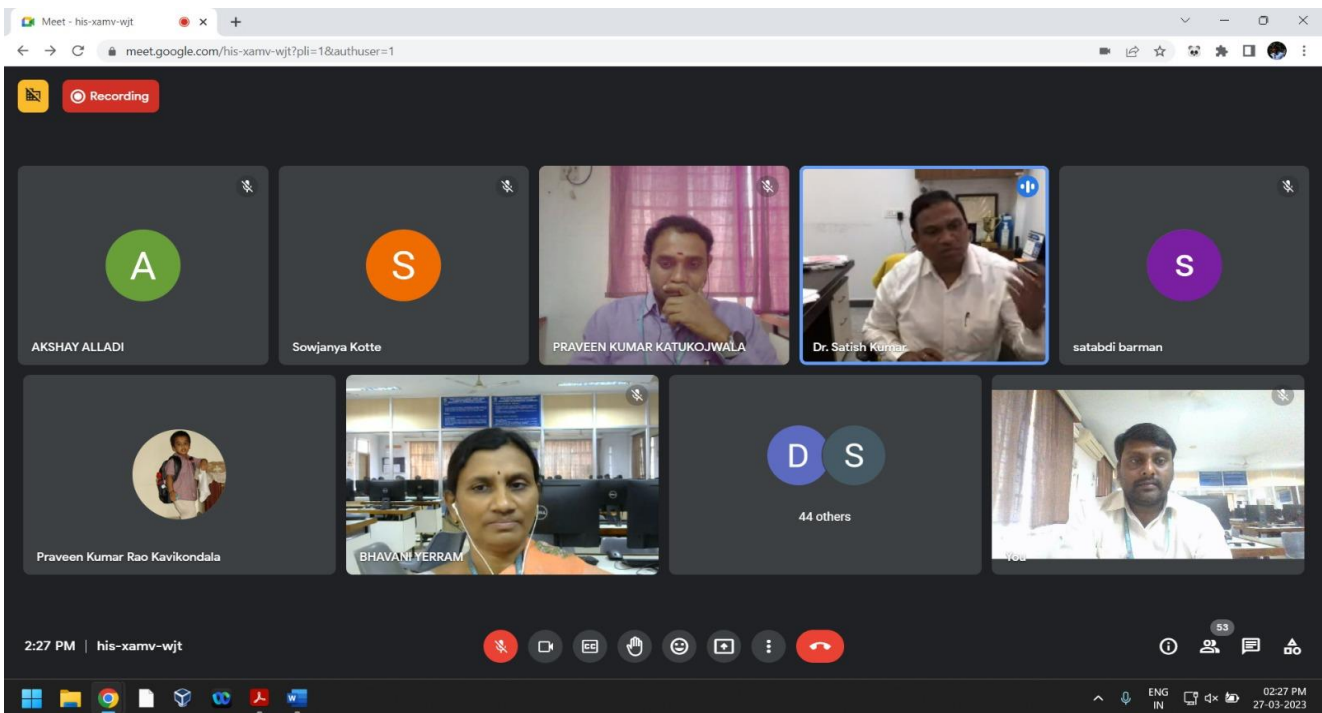 Meet - his-xamv-wjt
meet.google.com/his-xamv-wjt?pli=1&authuser=1
Recording
A
AKSHAY ALLADI
S
Sowjanya Kotte
PRAVEEN KUMAR KATUKOJWALA
Dr. Satish Kumar
s
satabdi barman
Praveen Kumar Rao Kavikondala
BHAVANI YERRAM
D S
44 others
You
2:27 PM | his-xamv-wjt
CC
53
W
ENG
IN
02:27 PM
27-03-2023